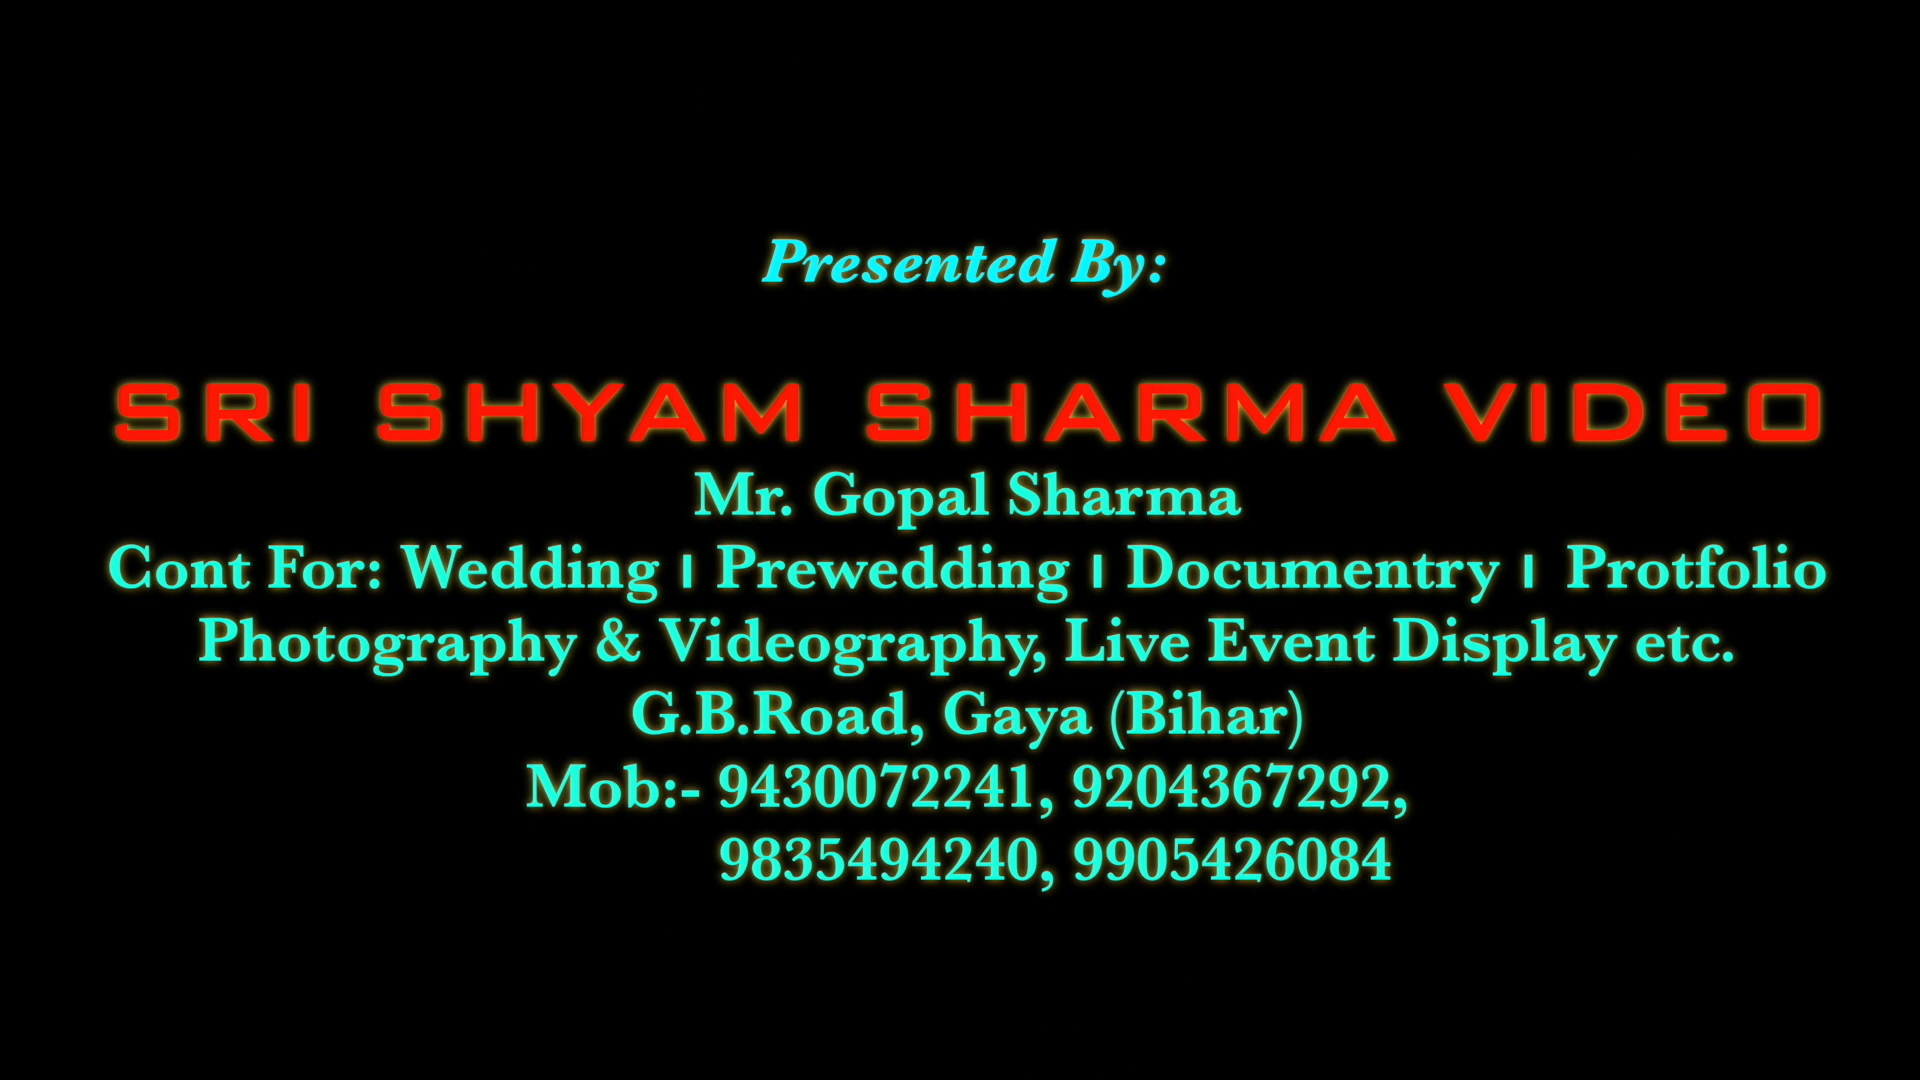 Presented By:
SRI SHYAM SHARMA VIDEO
Mr. Gopal Sharma
Cont For: Wedding | Prewedding | Documentry | Protfolio
Photography & Videography, Live Event Display etc.
G.B.Road, Gaya (Bihar)
Mob:- 9430072241, 9204367292,
9835494240, 9905426084